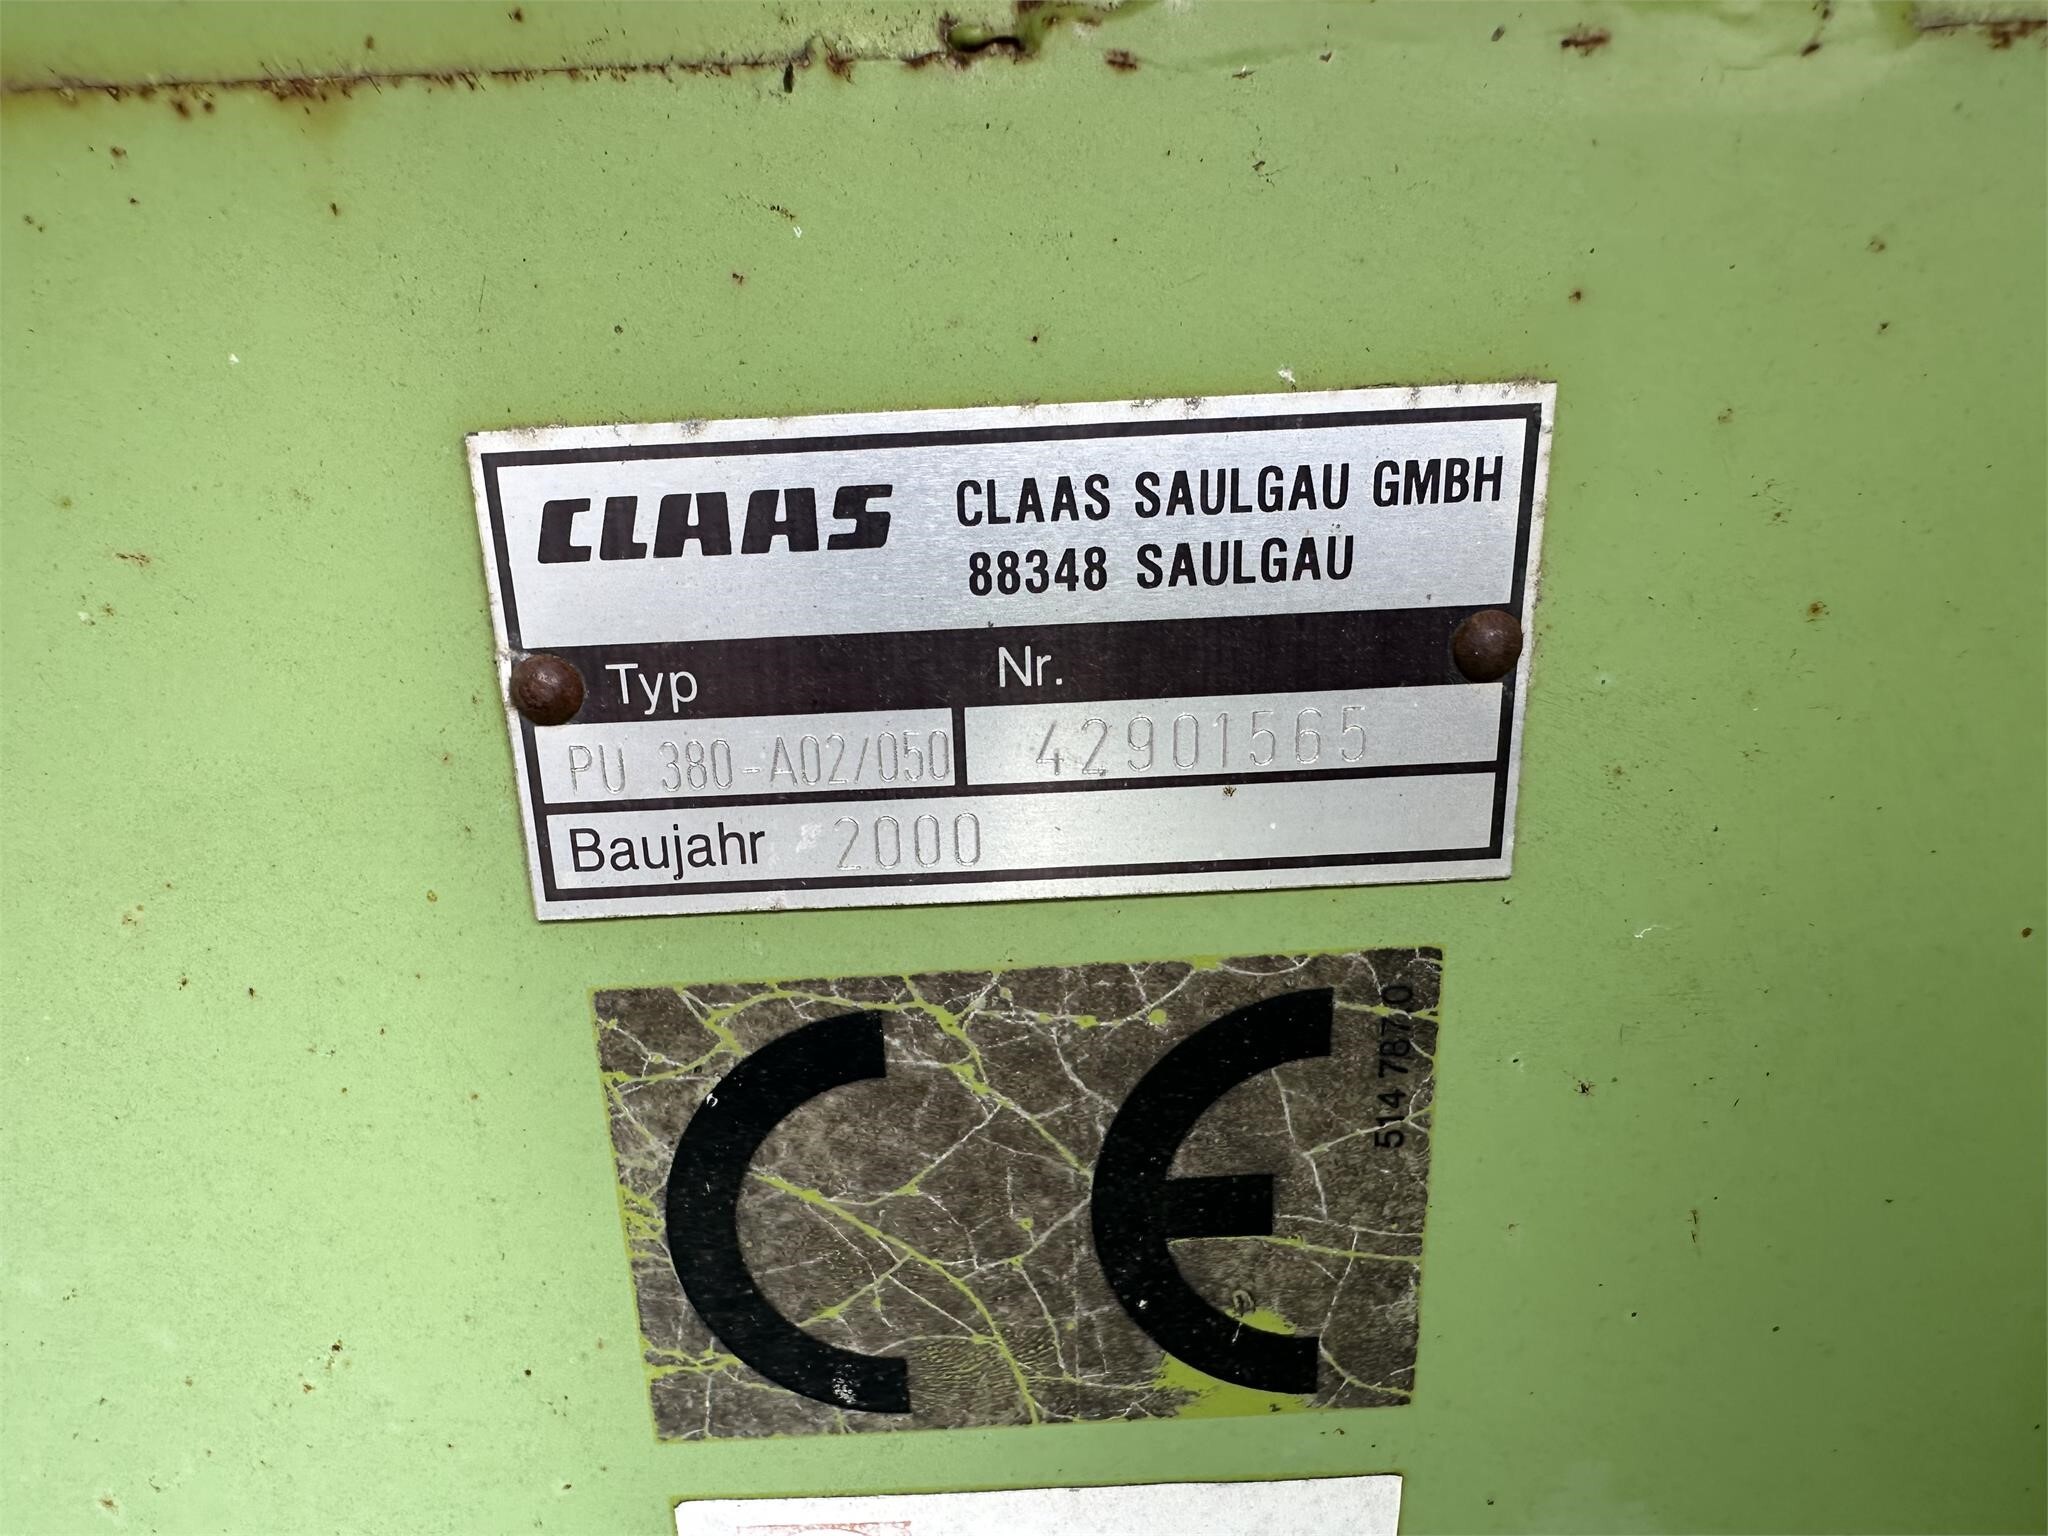 CLAAS CLAAS SAULGAU GMBH
88348 SAULGAU
Typ Nr.
PU 380-A02/050 42901565
Baujahr 2000
CE
514 787.0